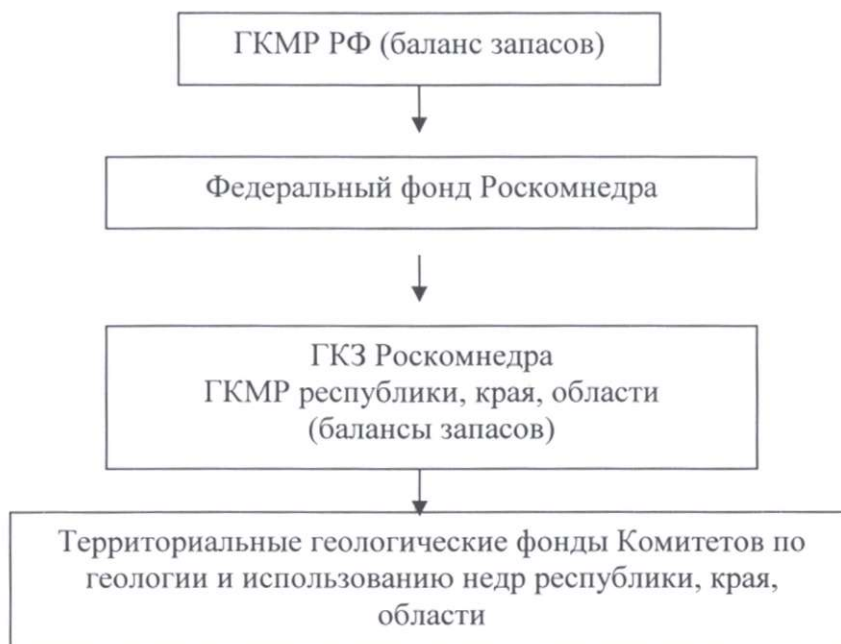 ГКМР РФ (баланс запасов)
Федеральный фонд Роскомнедра
ГКЗ Роскомнедра
ГКМР республики, края, области
(балансы запасов)
Территориальные геологические фонды Комитетов по
геологии и использованию недр республики, края,
области